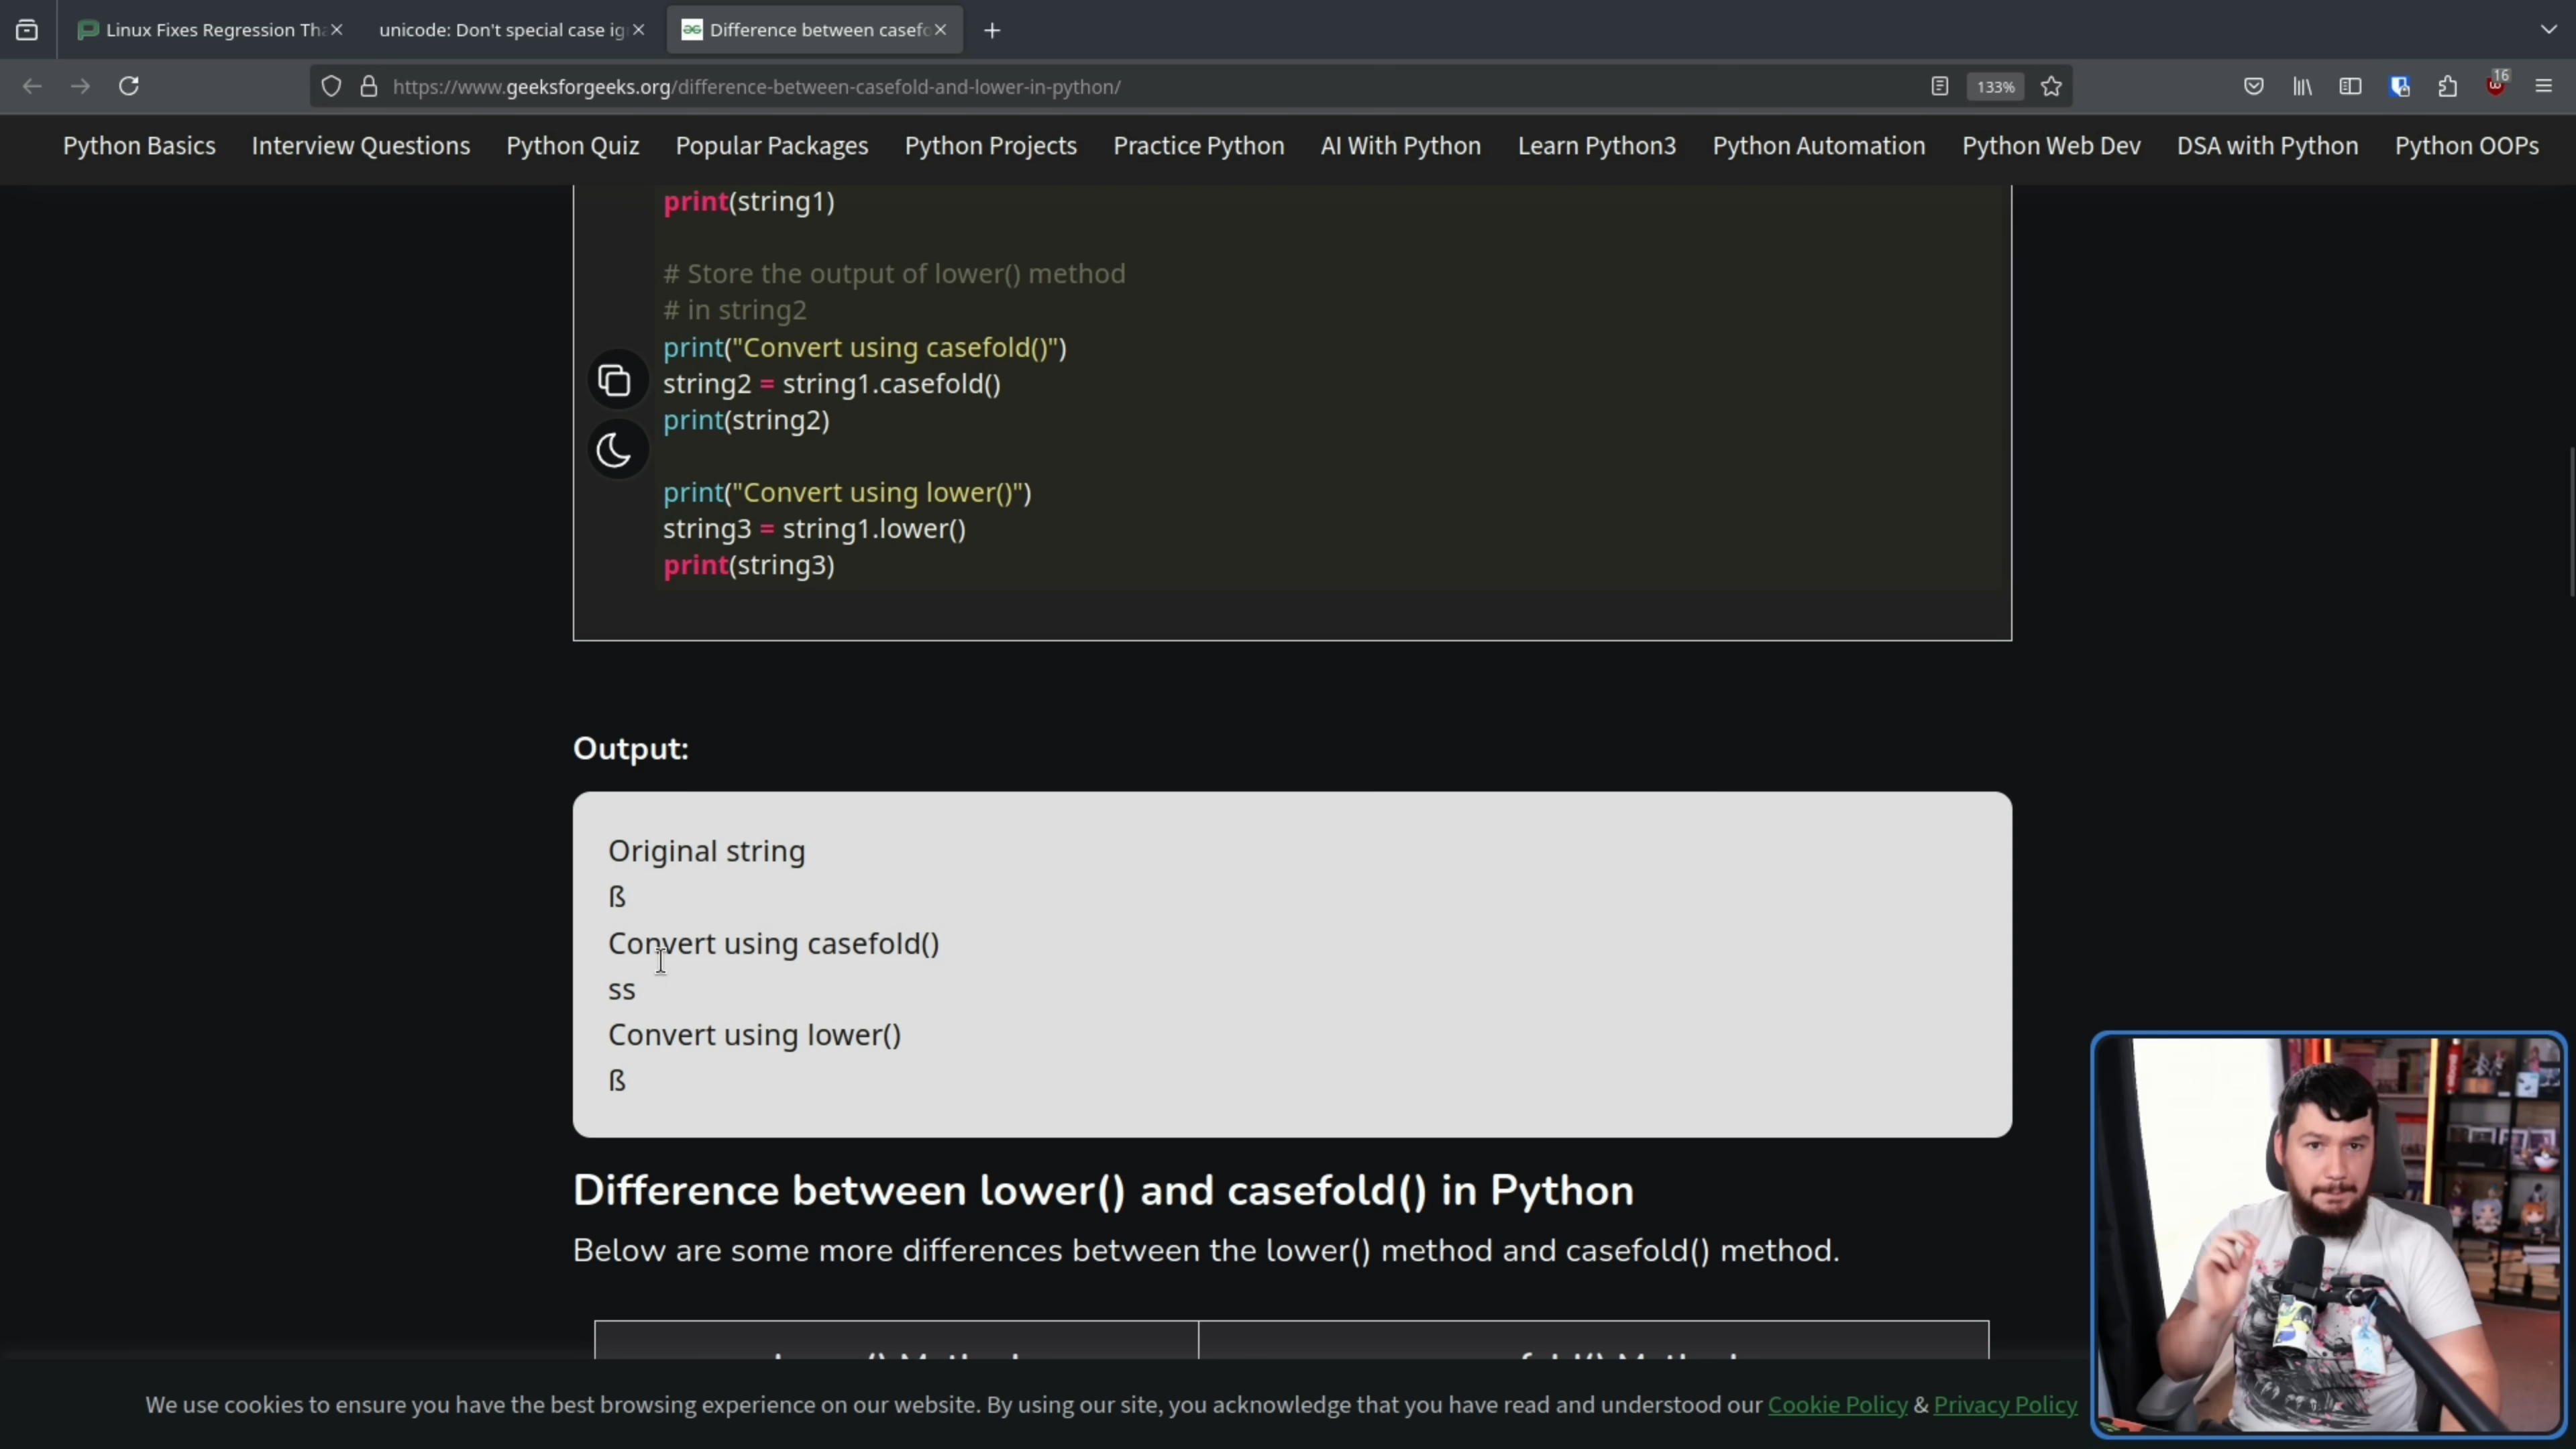 Linux Fixes Regression Tha
unicode: Don't special case ig
Difference between casefo
https://www.geeksforgeeks.org/difference-between-casefold-and-lower-in-python/
133%
16
Python Basics
Interview Questions
Python Quiz
Popular Packages
Python Projects
Practice Python
AI With Python
Learn Python3
Python Automation
Python Web Dev
DSA with Python
Python OOPs
print(string1)
# Store the output of lower() method
# in string2
print("Convert using casefold()")
string2 = string1.casefold()
print(string2)
print("Convert using lower()")
string3 = string1.lower()
print(string3)
Output:
Original string
ß
Convert using casefold()
ss
Convert using lower()
ß
Difference between lower() and casefold() in Python
Below are some more differences between the lower() method and casefold() method.
We use cookies to ensure you have the best browsing experience on our website. By using our site, you acknowledge that you have read and understood our Cookie Policy & Privacy Policy